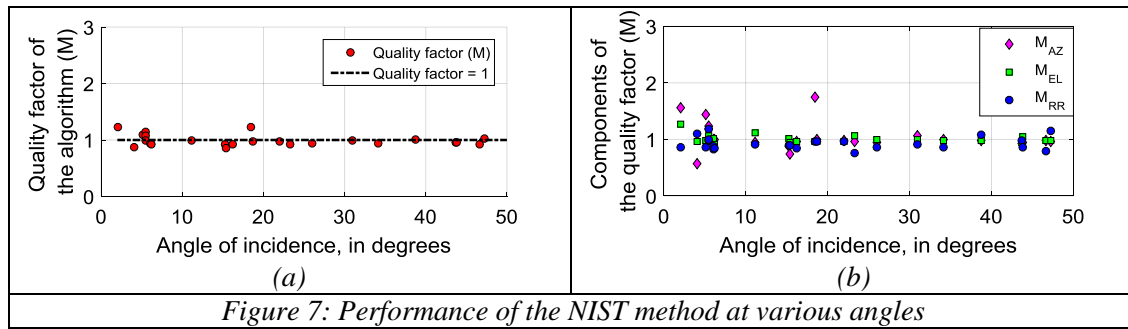 Quality factor of
the algorithm (M)
3
2
1
0
Quality factor (M)
Quality factor = 1
0 10 20 30 40 50
Angle of incidence, in degrees
(a)
Components of
the quality factor (M)
3
2
1
0
M_AZ
M_EL
M_RR
0 10 20 30 40 50
Angle of incidence, in degrees
(b)
Figure 7: Performance of the NIST method at various angles